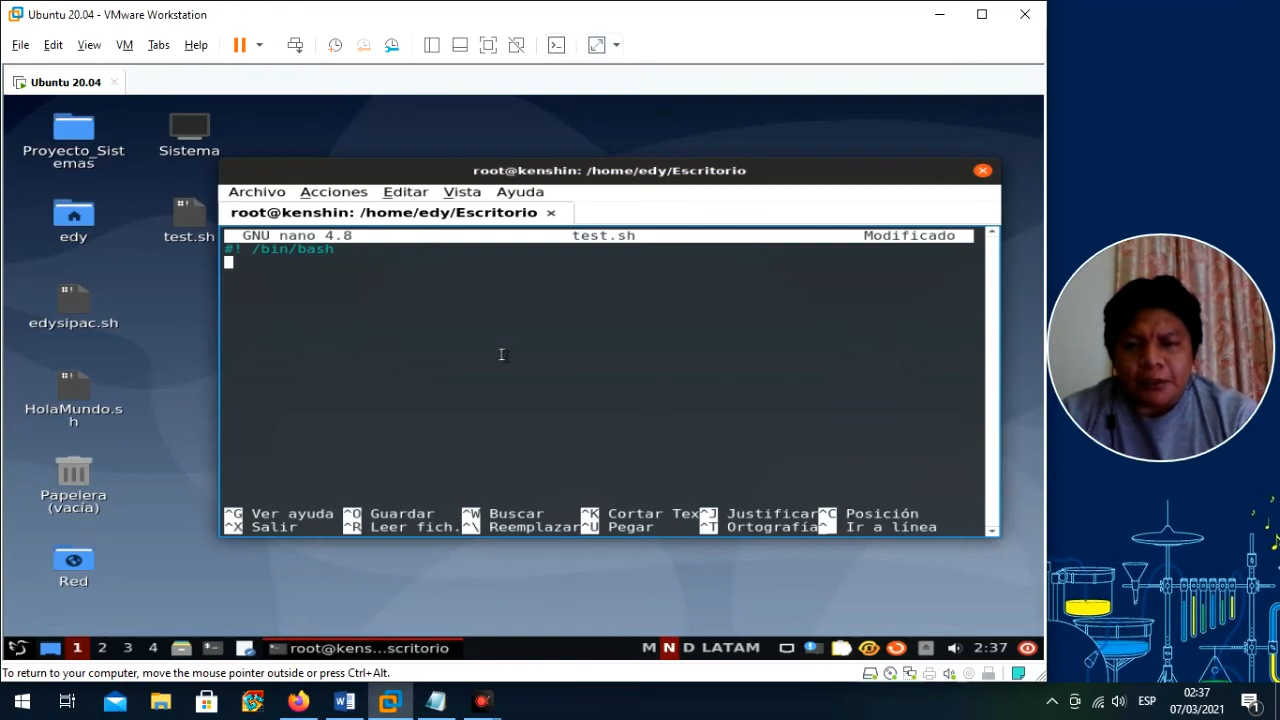 Ubuntu 20.04 - VMware Workstation
File Edit View VM Tabs Help
Ubuntu 20.04
Proyecto_Sist
emas
Sistema
edy
test.sh
edysipac.sh
HolaMundo.s
h
Papelera
(vacía)
Red
root@kenshin: /home/edy/Escritorio
Archivo Acciones Editar Vista Ayuda
root@kenshin: /home/edy/Escritorio
GNU nano 4.8 test.sh Modificado
#! /bin/bash
^G Ver ayuda ^O Guardar ^W Buscar ^K Cortar Tex^J Justificar^C Posición
^X Salir ^R Leer fich.^\ Reemplazar^U Pegar ^T Ortografía^ Ir a línea
1 2 3 4 root@kens...scritorio M N D LATAM 2:37
To return to your computer, move the mouse pointer outside or press Ctrl+Alt.
ESP
02:37
07/03/2021
1